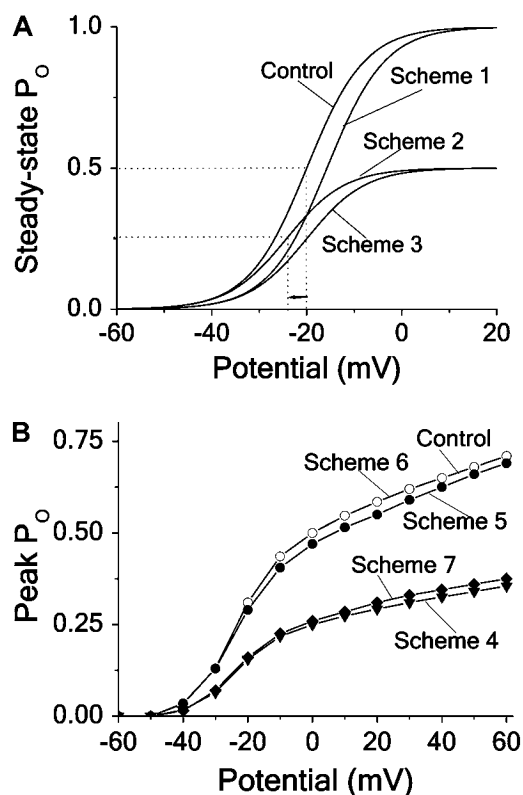 A
Steady-state P_O
1.0
0.5
0.0
Control
Scheme 1
Scheme 2
Scheme 3
-60 -40 -20 0 20
Potential (mV)
B
Peak P_O
0.75
0.50
0.25
0.00
Control
Scheme 6
Scheme 5
Scheme 7
Scheme 4
-60 -40 -20 0 20 40 60
Potential (mV)